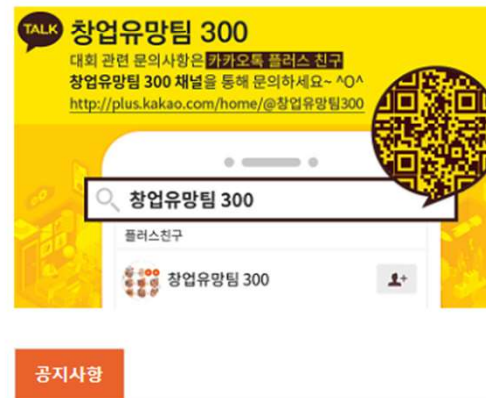 TALK 창업유망팀 300
대회 관련 문의사항은 카카오톡 플러스 친구
창업유망팀 300 채널을 통해 문의하세요~ ^O^
http://plus.kakao.com/home/@창업유망팀300
창업유망팀 300
플러스친구
창업유망팀 300
공지사항